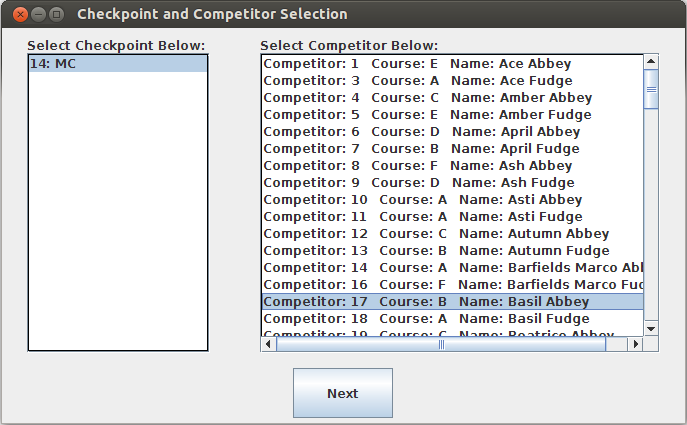 Checkpoint and Competitor Selection
Select Checkpoint Below:
14: MC
Select Competitor Below:
Competitor: 1 Course: E Name: Ace Abbey
Competitor: 3 Course: A Name: Ace Fudge
Competitor: 4 Course: C Name: Amber Abbey
Competitor: 5 Course: E Name: Amber Fudge
Competitor: 6 Course: D Name: April Abbey
Competitor: 7 Course: B Name: April Fudge
Competitor: 8 Course: F Name: Ash Abbey
Competitor: 9 Course: D Name: Ash Fudge
Competitor: 10 Course: A Name: Asti Abbey
Competitor: 11 Course: A Name: Asti Fudge
Competitor: 12 Course: C Name: Autumn Abbey
Competitor: 13 Course: B Name: Autumn Fudge
Competitor: 14 Course: A Name: Barfields Marco
Competitor: 16 Course: F Name: Barfields Marco
Competitor: 17 Course: B Name: Basil Abbey
Competitor: 18 Course: A Name: Basil Fudge
Competitor: 19 Course: C Name: Beatrice Abbey
Next